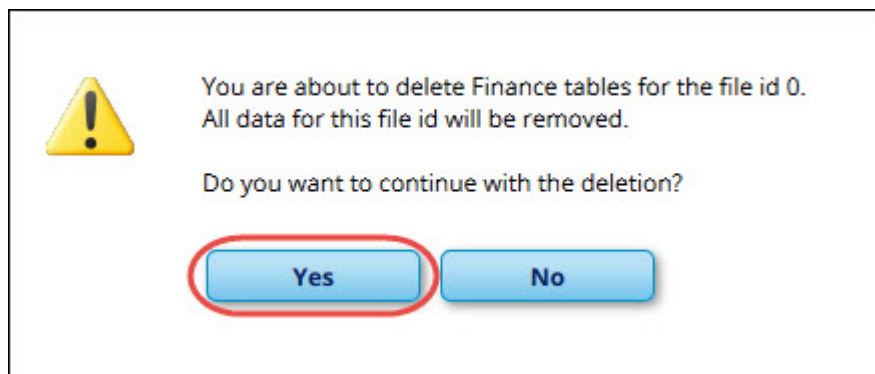 You are about to delete Finance tables for the file id 0.
All data for this file id will be removed.
Do you want to continue with the deletion?
Yes No